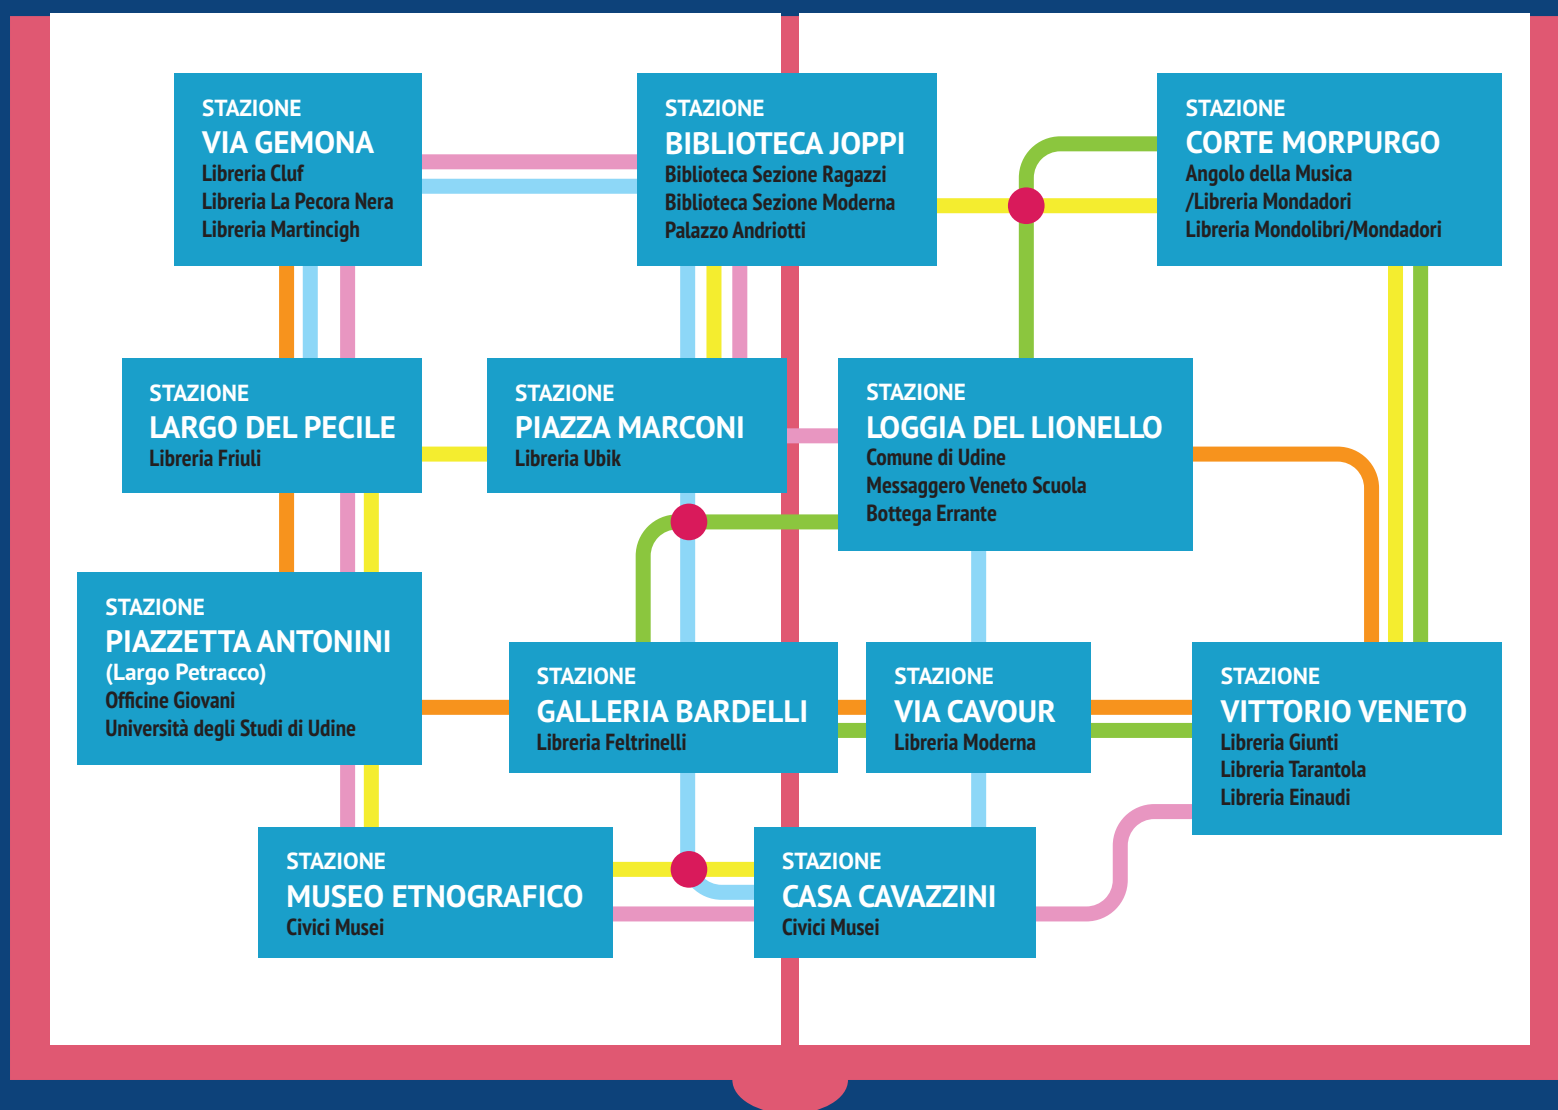 STAZIONE
VIA GEMONA
Libreria Cluf
Libreria La Pecora Nera
Libreria Martincigh
STAZIONE
BIBLIOTECA JOPPI
Biblioteca Sezione Ragazzi
Biblioteca Sezione Moderna
Palazzo Andriotti
STAZIONE
CORTE MORPURGO
Angolo della Musica
/Libreria Mondadori
Libreria Mondolibri/Mondadori
STAZIONE
LARGO DEL PECILE
Libreria Friuli
STAZIONE
PIAZZA MARCONI
Libreria Ubik
STAZIONE
LOGGIA DEL LIONELLO
Comune di Udine
Messaggero Veneto Scuola
Bottega Errante
STAZIONE
PIAZZETTA ANTONINI
(Largo Petracco)
Officine Giovani
Università degli Studi di Udine
STAZIONE
GALLERIA BARDELLI
Libreria Feltrinelli
STAZIONE
VIA CAVOUR
Libreria Moderna
STAZIONE
VITTORIO VENETO
Libreria Giunti
Libreria Tarantola
Libreria Einaudi
STAZIONE
MUSEO ETNOGRAFICO
Civici Musei
STAZIONE
CASA CAVAZZINI
Civici Musei